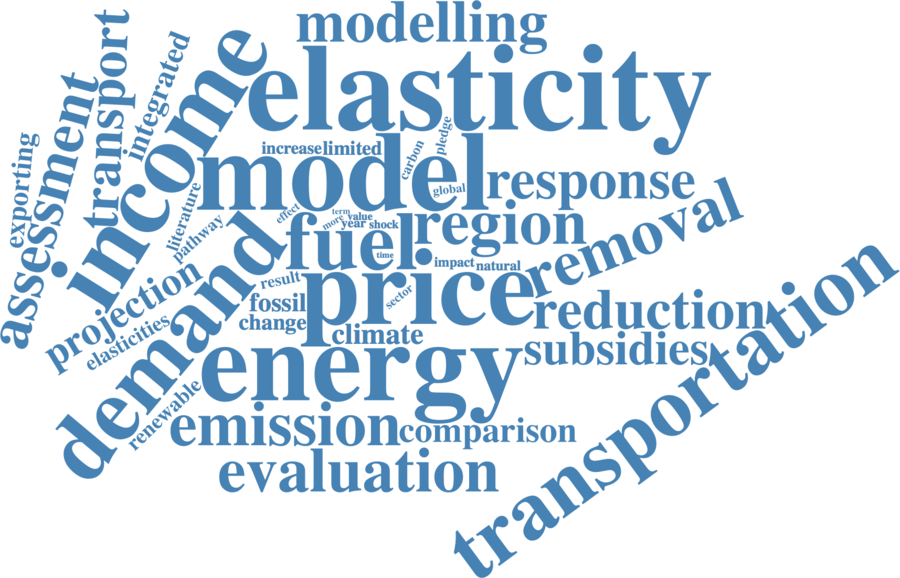 modelling
elasticity
income
transport
integrated
assessment
exporting
increase
limited
carbon
pledge
model
global
response
literature
pathway
effect
term
more
value
year
shock
fuel
time
region
removal
impact
natural
projection
result
price
sector
fossil
change
climate
reduction
elasticities
demand
energy
subsidies
transportation
renewable
emission
comparison
evaluation